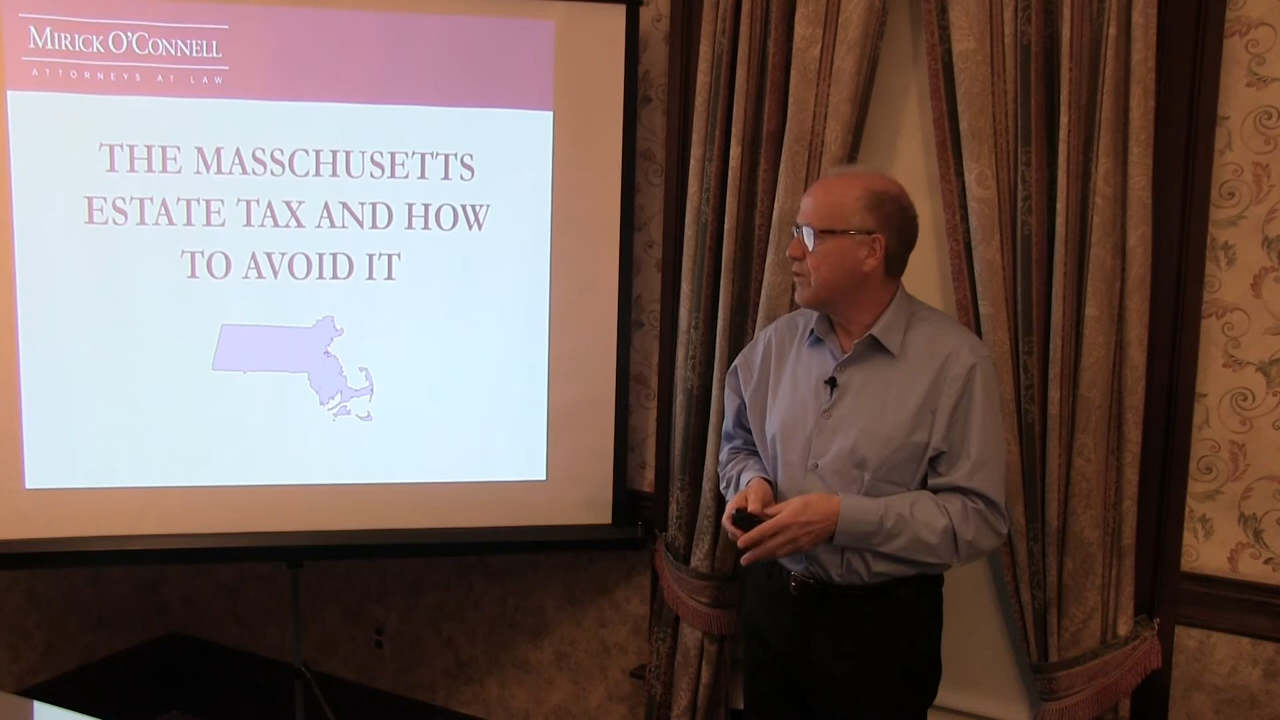 MIRICK O'CONNELL
ATTORNEYS AT LAW
THE MASSCHUSETTS
ESTATE TAX AND HOW
TO AVOID IT